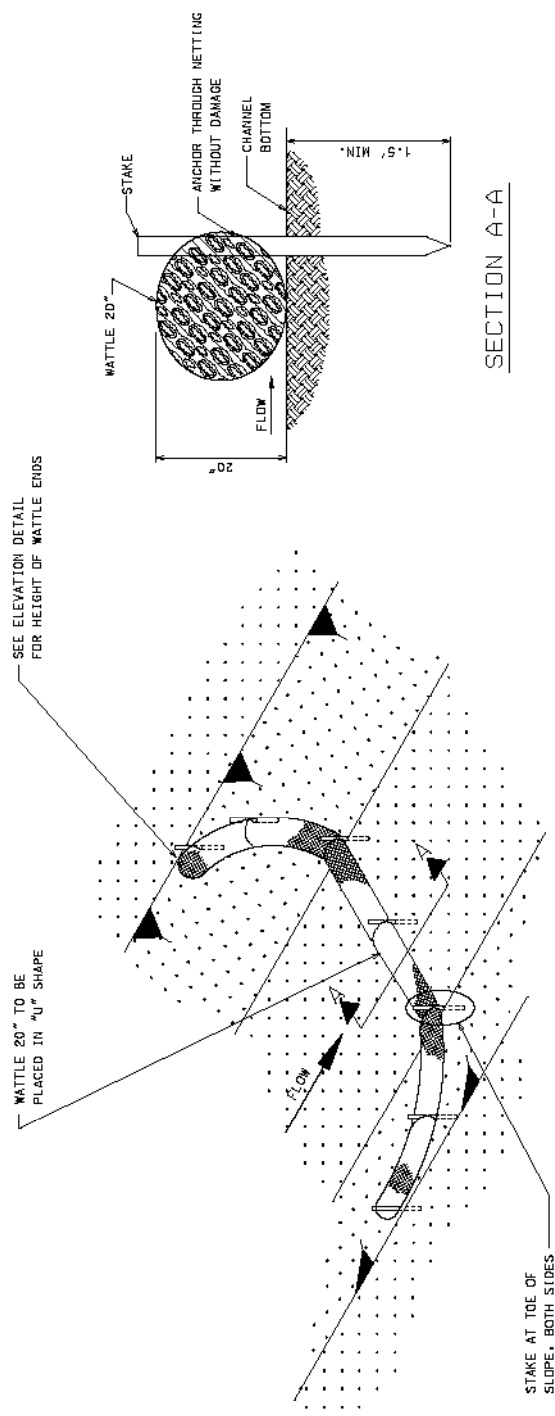 SEE ELEVATION DETAIL
FOR HEIGHT OF WATTLE ENDS
WATTLE 20" TO BE
PLACED IN "U" SHAPE
FLOW
A
A
STAKE AT TOE OF
SLOPE, BOTH SIDES
STAKE
WATTLE 20"
ANCHOR THROUGH NETTING
WITHOUT DAMAGE
CHANNEL
BOTTOM
20"
FLOW
1.5' MIN.
SECTION A-A